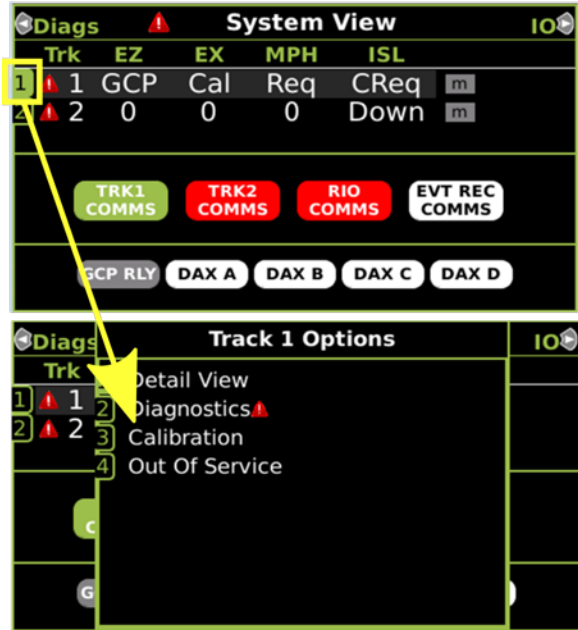 Diags System View IO
Trk EZ EX MPH ISL
1 1 GCP Cal Req CReq m
2 2 0 0 0 Down m
TRK1 TRK2 RIO EVT REC
COMMS COMMS COMMS COMMS
GCP RLY DAX A DAX B DAX C DAX D
Diags Track 1 Options IO
Trk
Detail View
1 1
2 Diagnostics
2 2
3 Calibration
4 Out Of Service
C
G